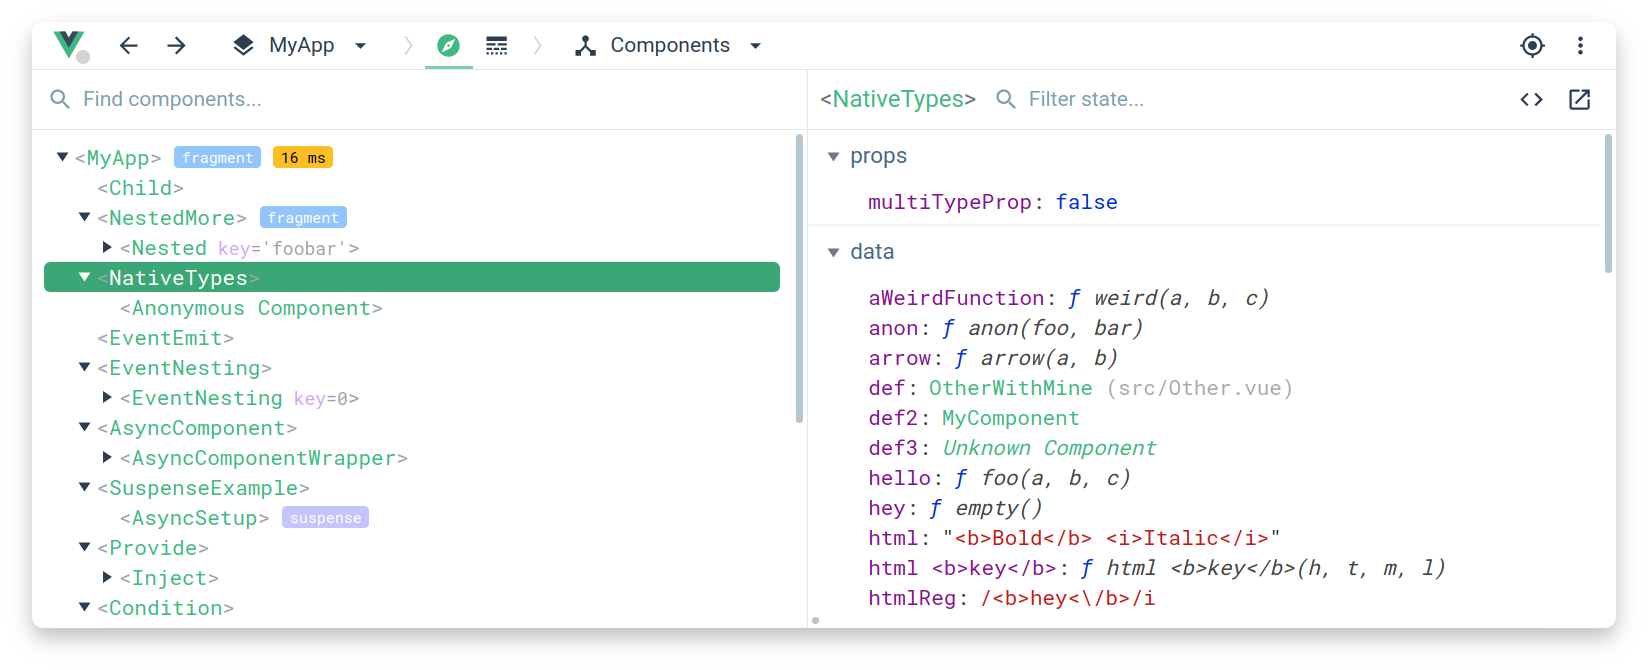 MyApp Components
Find components...
<MyApp> fragment 16 ms
<Child>
<NestedMore> fragment
<Nested key='foobar'>
<NativeTypes>
<Anonymous Component>
<EventEmit>
<EventNesting>
<EventNesting key=0>
<AsyncComponent>
<AsyncComponentWrapper>
<SuspenseExample>
<AsyncSetup> suspense
<Provide>
<Inject>
<Condition>
<NativeTypes> Filter state...
props
multiTypeProp: false
data
aWeirdFunction: ƒ weird(a, b, c)
anon: ƒ anon(foo, bar)
arrow: ƒ arrow(a, b)
def: OtherWithMine (src/Other.vue)
def2: MyComponent
def3: Unknown Component
hello: ƒ foo(a, b, c)
hey: ƒ empty()
html: "<b>Bold</b> <i>Italic</i>"
html <b>key</b>: ƒ html <b>key</b>(h, t, m, l)
htmlReg: /<b>hey<\/b>/i